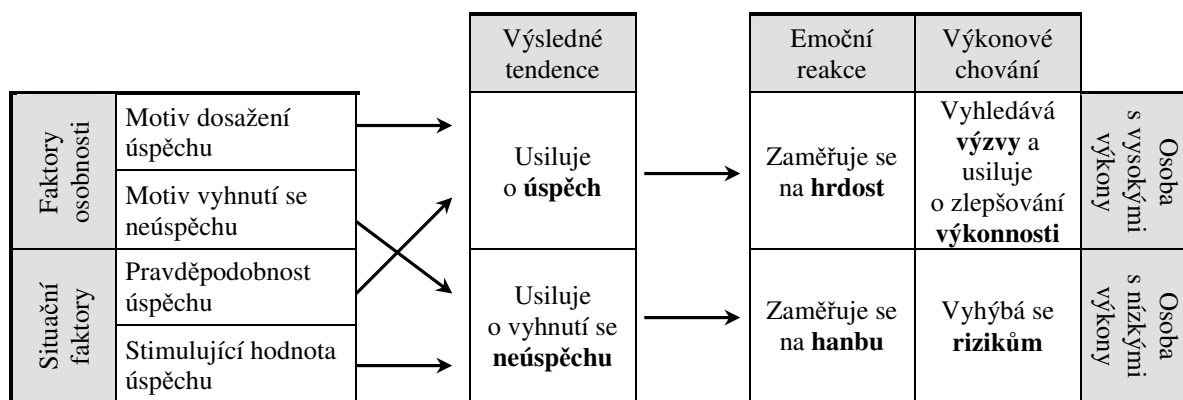 Výsledné
tendence
Emoční
reakce
Výkonové
chování
Faktory
osobnosti
Motiv dosažení
úspěchu
Motiv vyhnutí se
neúspěchu
Usiluje
o úspěch
Zaměřuje se
na hrdost
Vyhledává
výzvy a
usiluje
o zlepšování
výkonnosti
Osoba
s vysokými
výkony
Situační
faktory
Pravděpodobnost
úspěchu
Stimulující hodnota
úspěchu
Usiluje
o vyhnutí se
neúspěchu
Zaměřuje se
na hanbu
Vyhýbá se
rizikům
Osoba
s nízkými
výkony